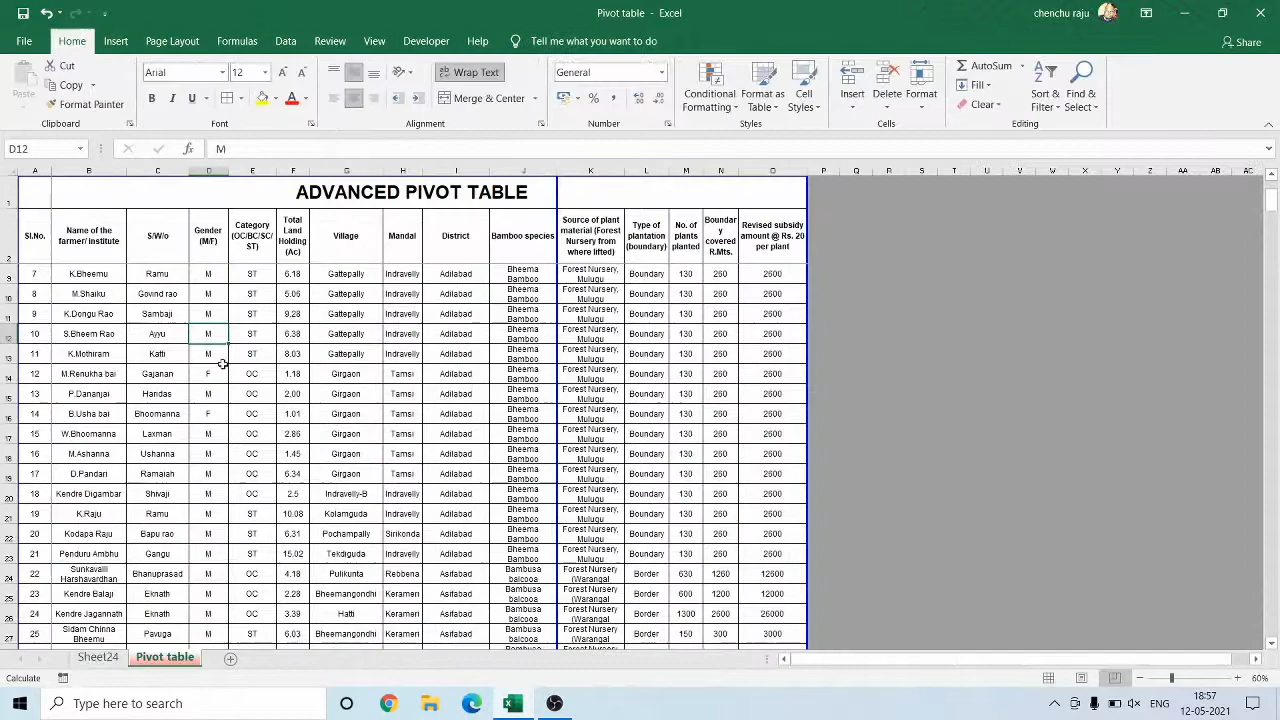 Pivot table - Excel
chenchu raju
File Home Insert Page Layout Formulas Data Review View Developer Help Tell me what you want to do Share
Cut
Copy
Format Painter
Paste
Clipboard
Arial 12
B I U
Font
Wrap Text
Merge & Center
Alignment
General
Number
Conditional Formatting
Format as Table
Cell Styles
Styles
Insert Delete Format
Cells
AutoSum
Fill
Clear
Sort & Filter
Find & Select
Editing
D12 fx M
A B C D E F G H I J K L M N O P Q R S T U V W X Y Z AA AB AC
1 ADVANCED PIVOT TABLE
Sl.No. Name of the farmer/ institute S/W/o Gender (M/F) Category (OC/BC/SC/ST) Total Land Holding (Ac) Village Mandal District Bamboo species Source of plant material (Forest Nursery from where lifted) Type of plantation (boundary) No. of plants planted Boundary covered R.Mts. Revised subsidy amount @ Rs. 20 per plant
7 K.Bheemu Ramu M ST 6.18 Gattepally Indravelly Adilabad Bheema Bamboo Forest Nursery, Mulugu Boundary 130 260 2600
8 M.Shaiku Govind rao M ST 5.06 Gattepally Indravelly Adilabad Bheema Bamboo Forest Nursery, Mulugu Boundary 130 260 2600
9 K.Dongu Rao Sambaji M ST 9.28 Gattepally Indravelly Adilabad Bheema Bamboo Forest Nursery, Mulugu Boundary 130 260 2600
10 S.Bheem Rao Ayyu M ST 6.38 Gattepally Indravelly Adilabad Bheema Bamboo Forest Nursery, Mulugu Boundary 130 260 2600
11 K.Mothiram Katti M ST 8.03 Gattepally Indravelly Adilabad Bheema Bamboo Forest Nursery, Mulugu Boundary 130 260 2600
12 M.Renukha bai Gajanan F OC 1.18 Girgaon Tamsi Adilabad Bheema Bamboo Forest Nursery, Mulugu Boundary 130 260 2600
13 P.Dananjai Haridas M OC 2.00 Girgaon Tamsi Adilabad Bheema Bamboo Forest Nursery, Mulugu Boundary 130 260 2600
14 B.Usha bai Bhoomanna F OC 1.01 Girgaon Tamsi Adilabad Bheema Bamboo Forest Nursery, Mulugu Boundary 130 260 2600
15 W.Bhoomanna Laxman M OC 2.86 Girgaon Tamsi Adilabad Bheema Bamboo Forest Nursery, Mulugu Boundary 130 260 2600
16 M.Ashanna Ushanna M OC 1.45 Girgaon Tamsi Adilabad Bheema Bamboo Forest Nursery, Mulugu Boundary 130 260 2600
17 D.Pandari Ramaiah M OC 6.34 Girgaon Tamsi Adilabad Bheema Bamboo Forest Nursery, Mulugu Boundary 130 260 2600
18 Kendre Digambar Shivaji M OC 2.5 Indravelly-B Indravelly Adilabad Bheema Bamboo Forest Nursery, Mulugu Boundary 130 260 2600
19 K.Raju Ramu M ST 10.08 Kolamguda Indravelly Adilabad Bheema Bamboo Forest Nursery, Mulugu Boundary 130 260 2600
20 Kodapa Raju Bapu rao M ST 6.31 Pochampally Sirikonda Adilabad Bheema Bamboo Forest Nursery, Mulugu Boundary 130 260 2600
21 Penduru Ambhu Gangu M ST 15.02 Tekdiguda Indravelly Adilabad Bheema Bamboo Forest Nursery, Mulugu Boundary 130 260 2600
22 Sunkavalli Harshavardhan Bhanuprasad M OC 4.18 Pulikunta Rebbena Asifabad Bambusa balcooa Forest Nursery (Warangal Border 630 1260 12600
23 Kendre Balaji Eknath M OC 2.28 Bheemangondhi Kerameri Asifabad Bambusa balcooa Forest Nursery (Warangal Border 600 1200 12000
24 Kendre Jagannath Eknath M OC 3.39 Hatti Kerameri Asifabad Bambusa balcooa Forest Nursery (Warangal Border 1300 2600 26000
25 Sidam Chinna Bheemu Pavuga M ST 6.03 Bheemangondhi Kerameri Asifabad Bambusa balcooa Forest Nursery (Warangal Border 150 300 3000
Sheet24 Pivot table
Calculate 60%
Type here to search
ENG
18:57
12-05-2021